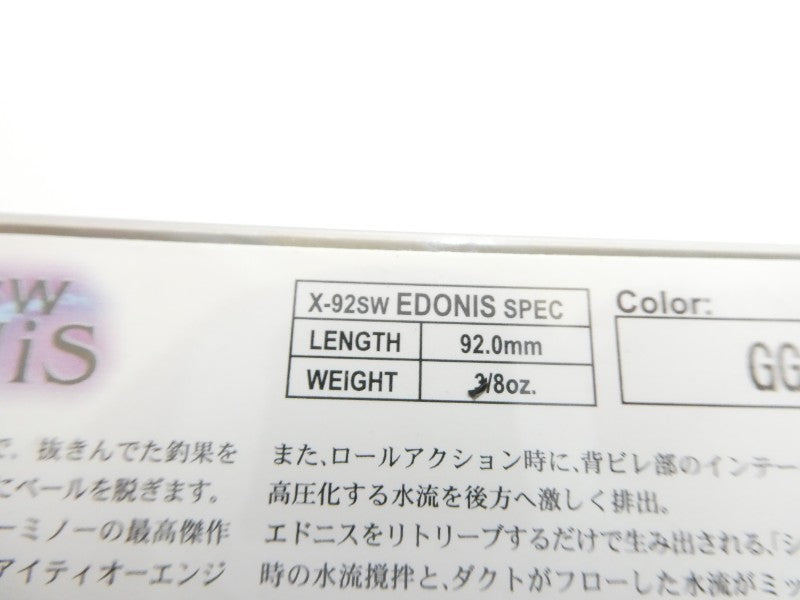 SW
iS
X-92SW EDONIS SPEC
LENGTH 92.0mm
WEIGHT 3/8oz.
Color:
GG
で、抜きんでた釣果を
にベールを脱ぎます。
ーミノーの最高傑作
アイティオーエンジ
また、ロールアクション時に、背ビレ部のインテー
高圧化する水流を後方へ激しく排出。
エドニスをリトリーブするだけで生み出される、「シ
時の水流撹拌と、ダクトがフローした水流がミッ